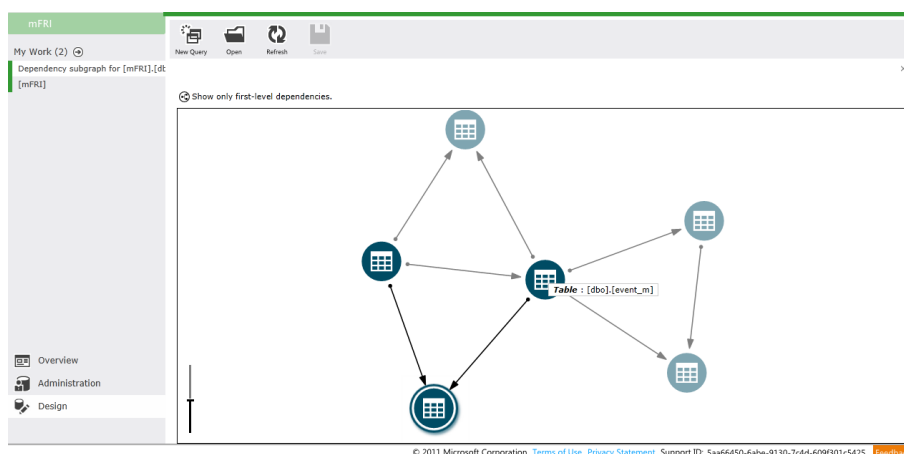 mFRI
My Work (2)
Dependency subgraph for [mFRI].[db
[mFRI]
New Query Open Refresh Save
Show only first-level dependencies.
Table : [dbo].[event_m]
Overview
Administration
Design
© 2011 Microsoft Corporation Terms of Use Privacy Statement Support ID: 5aa66450-6abe-9130-7c4d-609f301c5425 Feedba